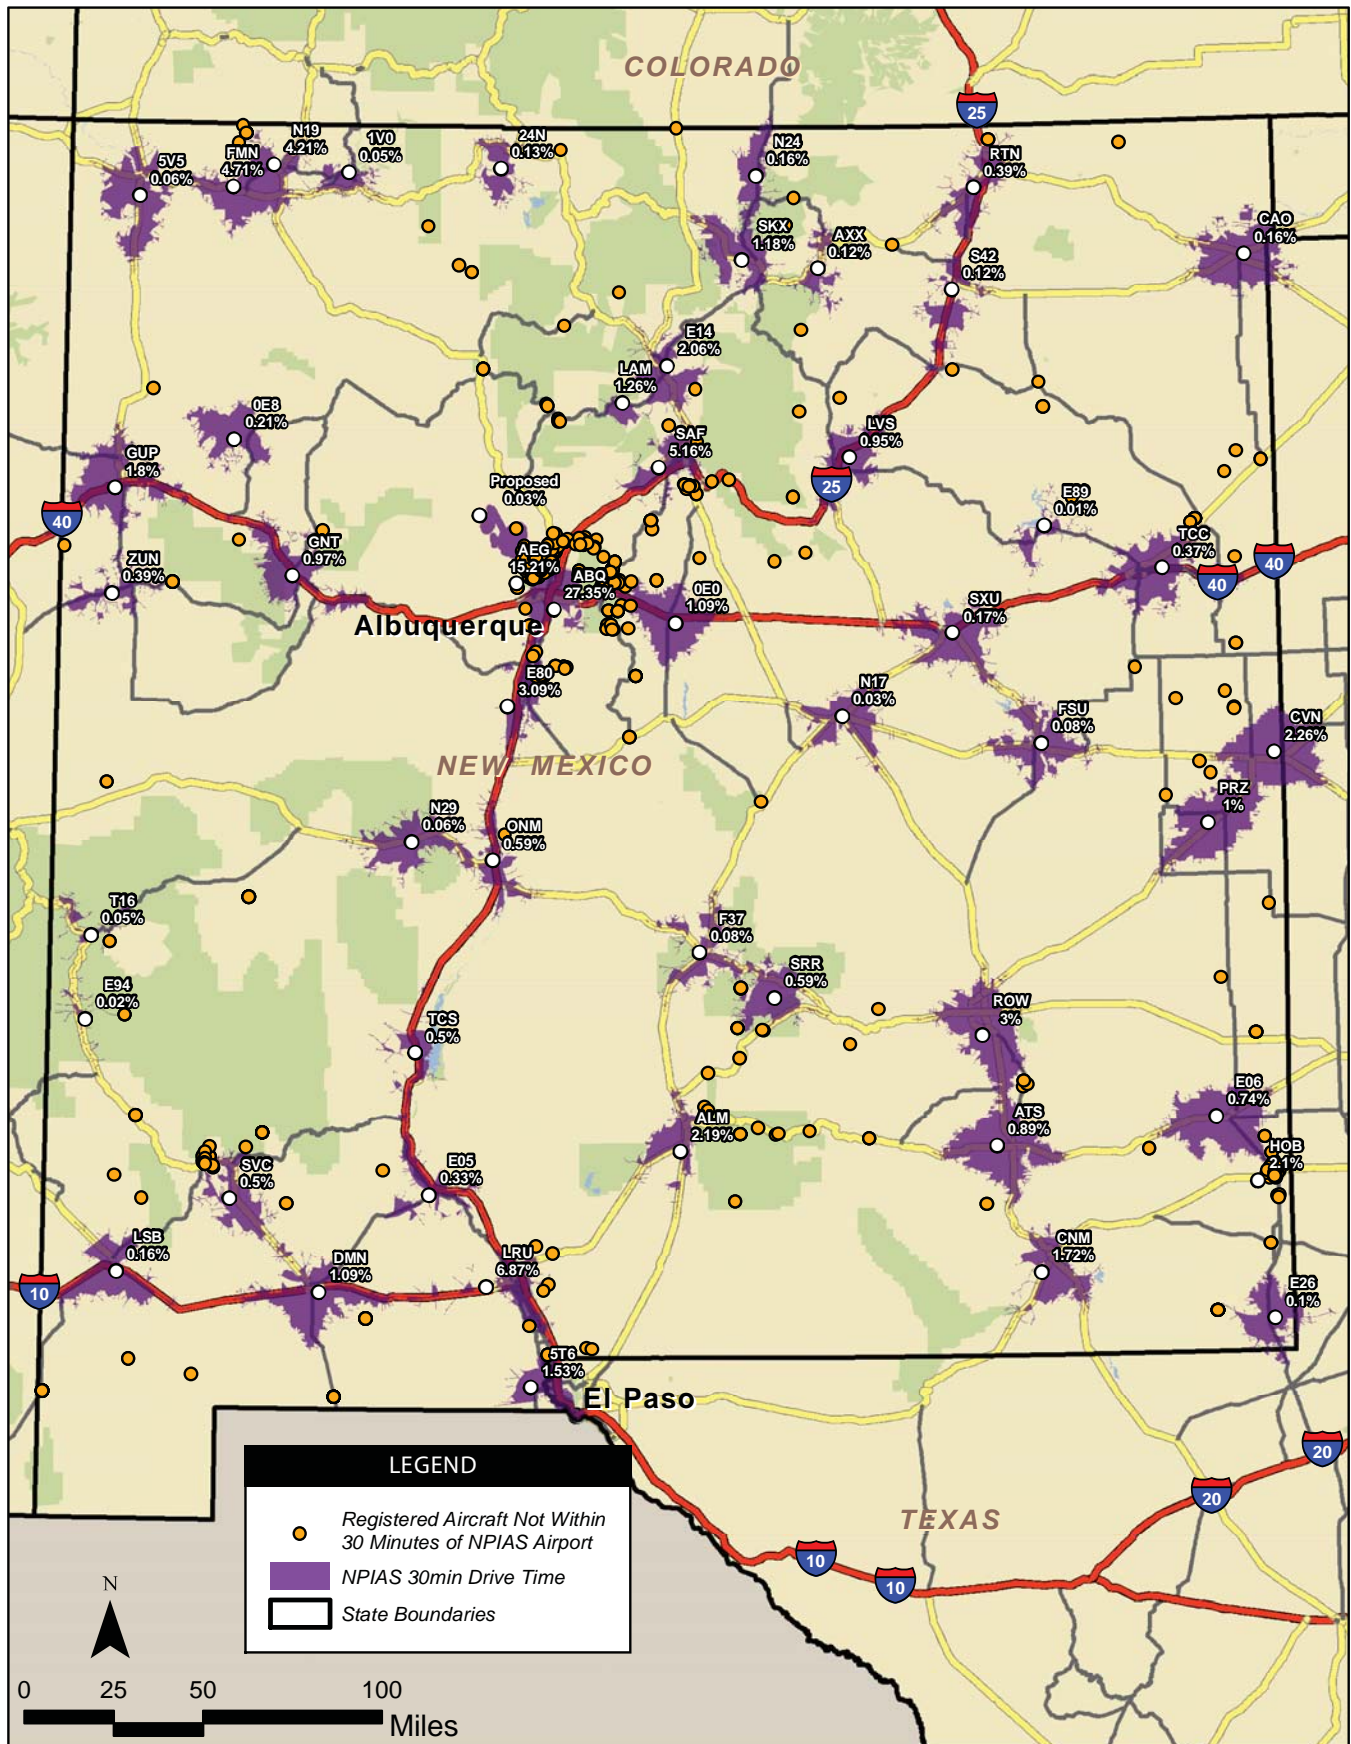 COLORADO
25
N19
4.21%
1V0
0.05%
24N
0.13%
N24
0.16%
FMN
4.71%
5V5
0.06%
RTN
0.39%
SKX
1.18%
AXX
0.12%
CAO
0.16%
S42
0.12%
E14
2.06%
LAM
1.26%
0E8
0.21%
SAF
5.16%
LVS
0.95%
GUP
1.8%
Proposed
0.03%
25
E89
0.01%
40
GNT
0.97%
AEG
15.21%
TCC
0.37%
40
40
ZUN
0.39%
ABQ
27.35%
0E0
1.09%
SXU
0.17%
Albuquerque
E80
3.09%
N17
0.03%
FSU
0.08%
CVN
2.26%
NEW MEXICO
PRZ
1%
N29
0.06%
ONM
0.59%
T16
0.05%
F37
0.08%
SRR
0.59%
E94
0.02%
ROW
3%
TCS
0.5%
E06
0.74%
ALM
2.19%
ATS
0.89%
HOB
2.1%
SVC
0.5%
E05
0.33%
LSB
0.16%
DMN
1.09%
LRU
6.87%
CNM
1.72%
10
E26
0.1%
5T6
1.53%
El Paso
LEGEND
Registered Aircraft Not Within
30 Minutes of NPIAS Airport
NPIAS 30min Drive Time
State Boundaries
20
20
TEXAS
10
10
N
0 25 50 100
Miles